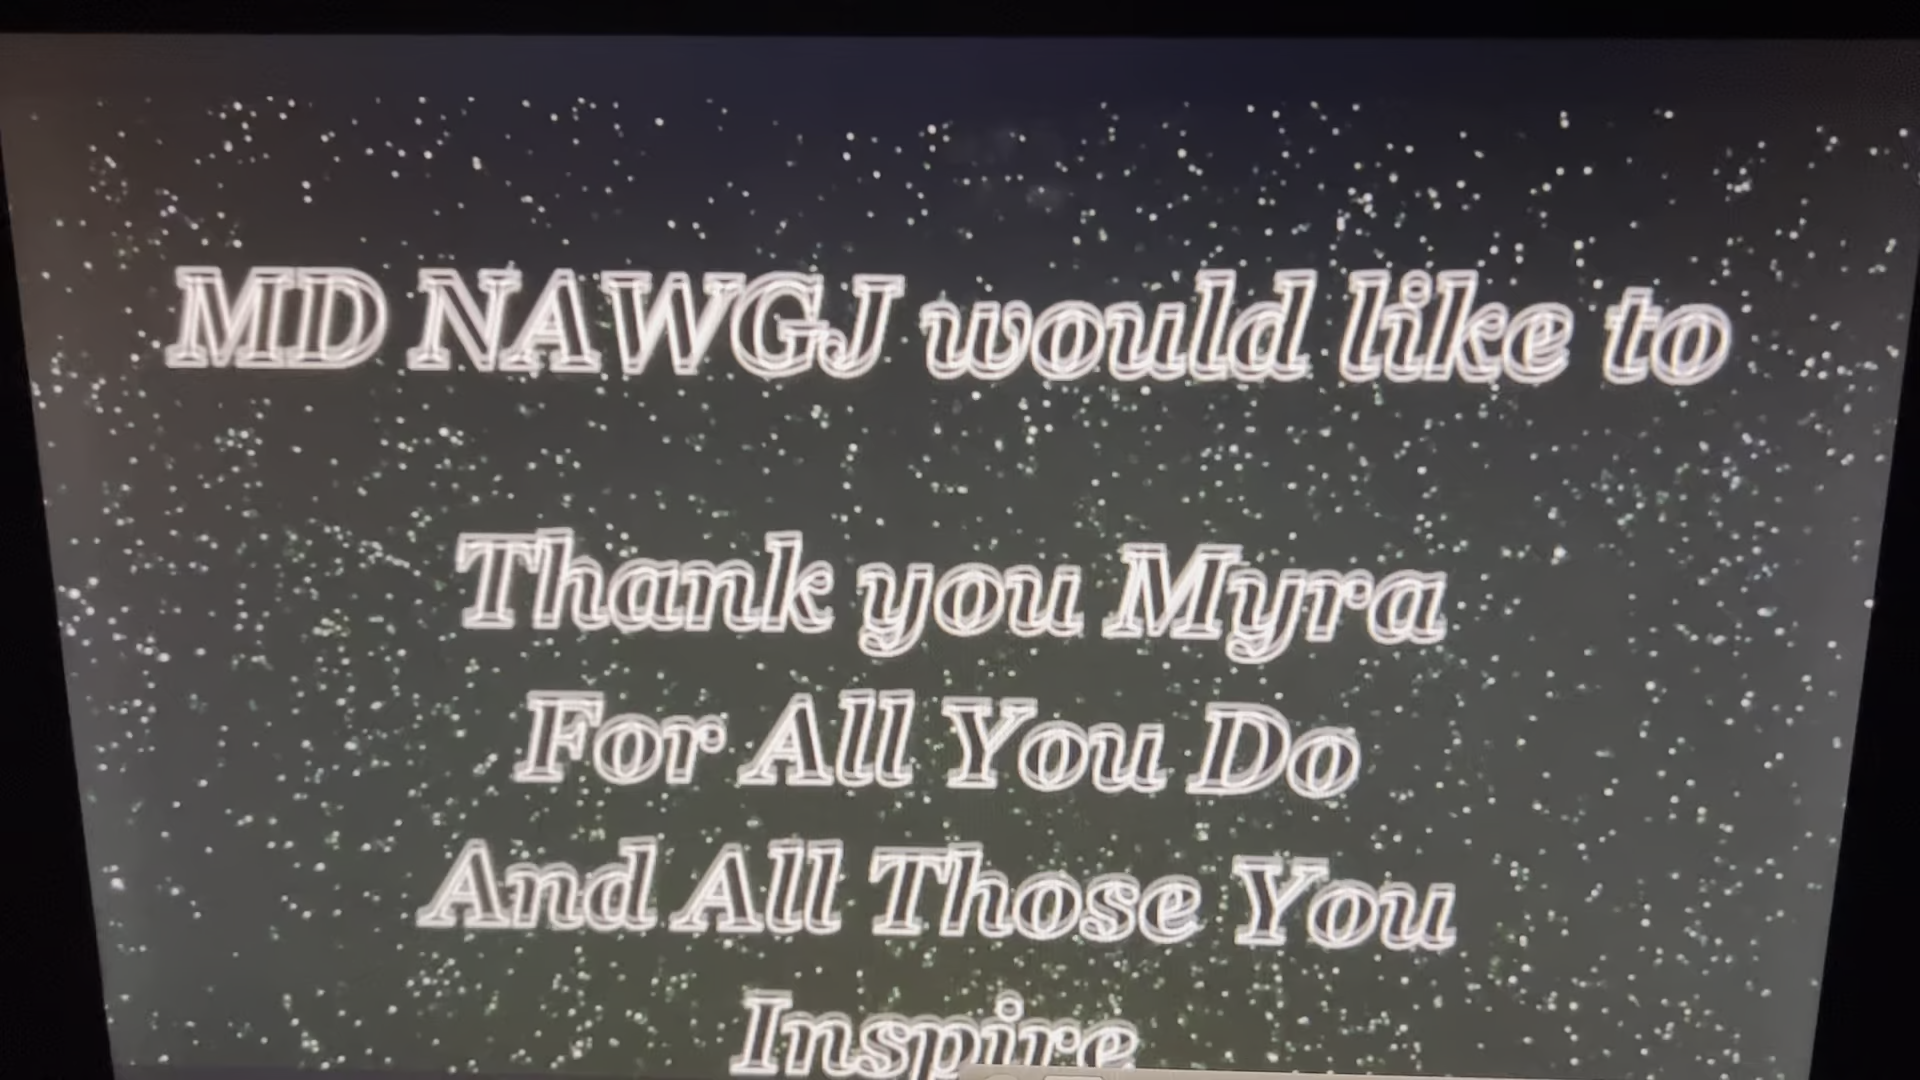 MD NAWGJ would like to
Thank you Myra
For All You Do
And All Those You
Inspire